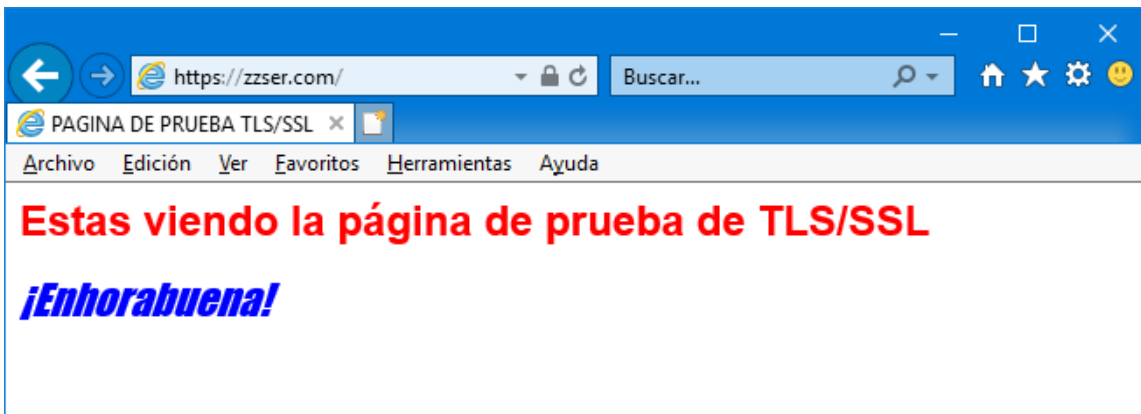 https://zzser.com/
Buscar...
PAGINA DE PRUEBA TLS/SSL
Archivo Edición Ver Favoritos Herramientas Ayuda
Estas viendo la página de prueba de TLS/SSL
¡Enhorabuena!